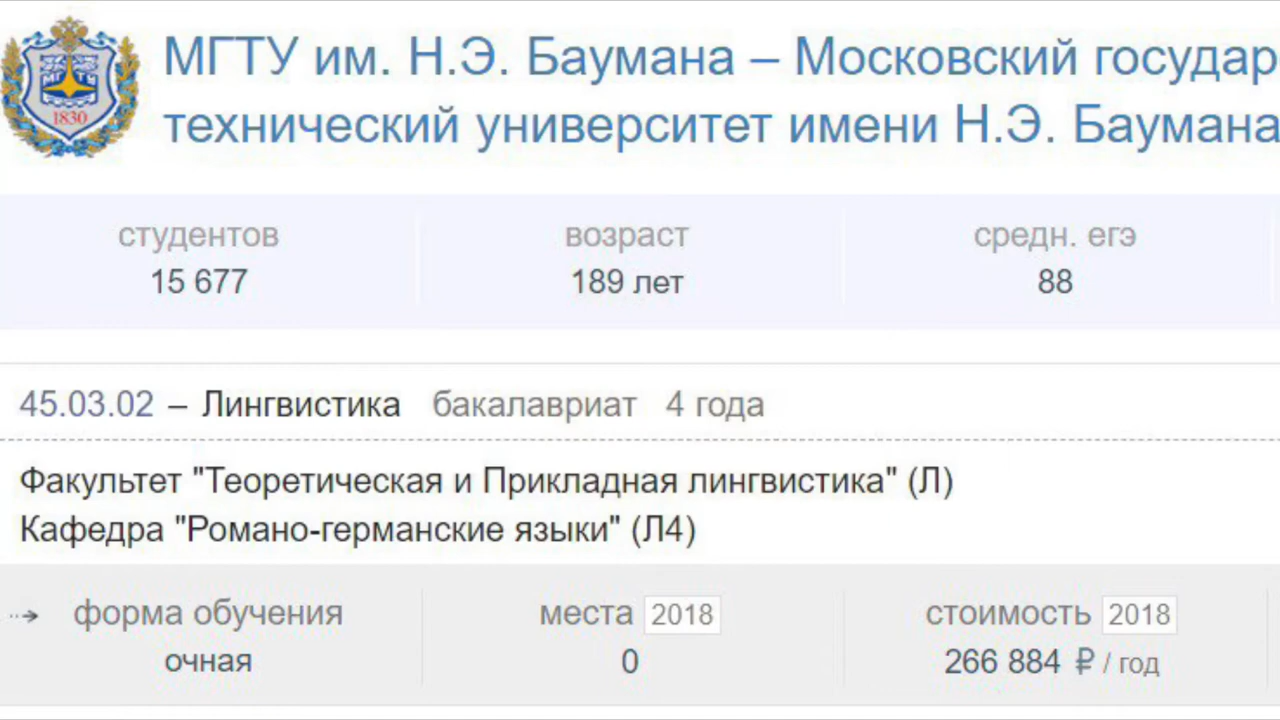 МГТУ им. Н.Э. Баумана – Московский государ
технический университет имени Н.Э. Баумана
МГТУ
1830
студентов возраст средн. егэ
15 677 189 лет 88
45.03.02 – Лингвистика бакалавриат 4 года
Факультет "Теоретическая и Прикладная лингвистика" (Л)
Кафедра "Романо-германские языки" (Л4)
форма обучения места 2018 стоимость 2018
очная 0 266 884 ₽ / год